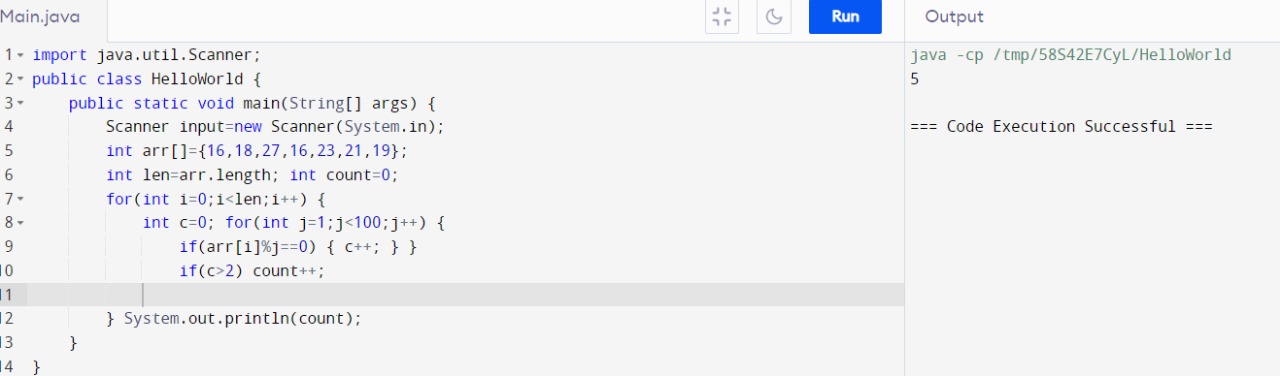 Main.java
Run
Output
1 import java.util.Scanner;
2 public class HelloWorld {
3 public static void main(String[] args) {
4 Scanner input=new Scanner(System.in);
5 int arr[]={16,18,27,16,23,21,19};
6 int len=arr.length; int count=0;
7 for(int i=0;i<len;i++) {
8 int c=0; for(int j=1;j<100;j++) {
9 if(arr[i]%j==0) { c++; } }
10 if(c>2) count++;
11
12 } System.out.println(count);
13 }
14 }
java -cp /tmp/58S42E7CyL/HelloWorld
5
=== Code Execution Successful ===